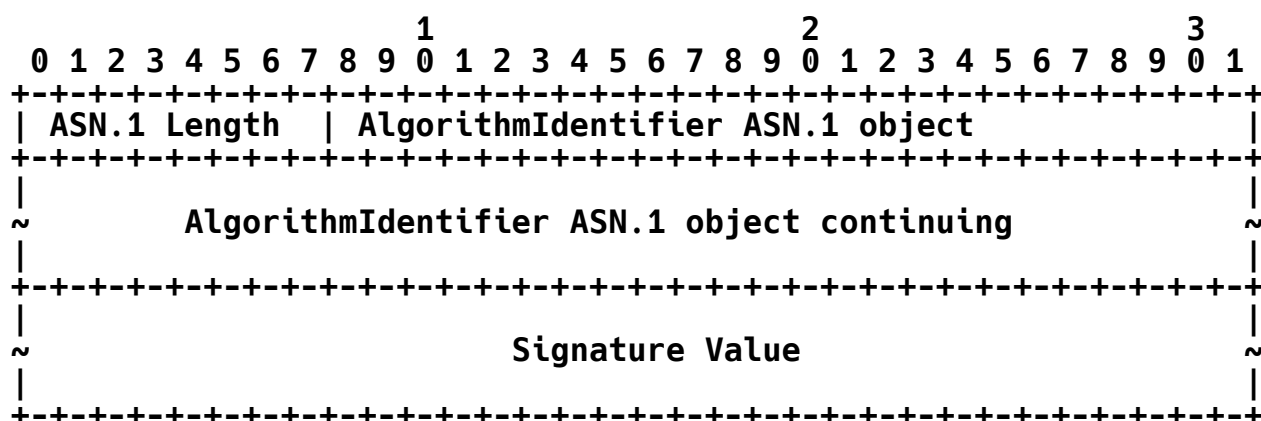 1                   2                   3
 0 1 2 3 4 5 6 7 8 9 0 1 2 3 4 5 6 7 8 9 0 1 2 3 4 5 6 7 8 9 0 1
+-+-+-+-+-+-+-+-+-+-+-+-+-+-+-+-+-+-+-+-+-+-+-+-+-+-+-+-+-+-+-+-+
| ASN.1 Length  | AlgorithmIdentifier ASN.1 object              |
+-+-+-+-+-+-+-+-+-+-+-+-+-+-+-+-+-+-+-+-+-+-+-+-+-+-+-+-+-+-+-+-+
|                                                               |
~        AlgorithmIdentifier ASN.1 object continuing            ~
|                                                               |
+-+-+-+-+-+-+-+-+-+-+-+-+-+-+-+-+-+-+-+-+-+-+-+-+-+-+-+-+-+-+-+-+
|                                                               |
~                         Signature Value                       ~
|                                                               |
+-+-+-+-+-+-+-+-+-+-+-+-+-+-+-+-+-+-+-+-+-+-+-+-+-+-+-+-+-+-+-+-+